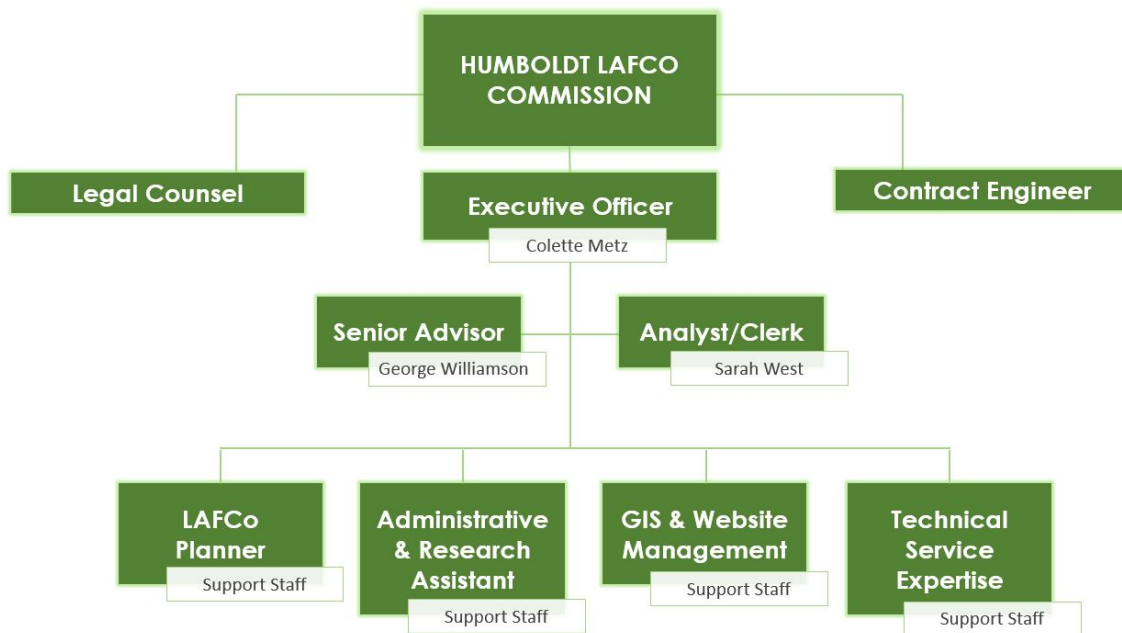 HUMBOLDT LAFCO
COMMISSION
Legal Counsel
Executive Officer
Colette Metz
Contract Engineer
Senior Advisor
George Williamson
Analyst/Clerk
Sarah West
LAFCo
Planner
Support Staff
Administrative
& Research
Assistant
Support Staff
GIS & Website
Management
Support Staff
Technical
Service
Expertise
Support Staff